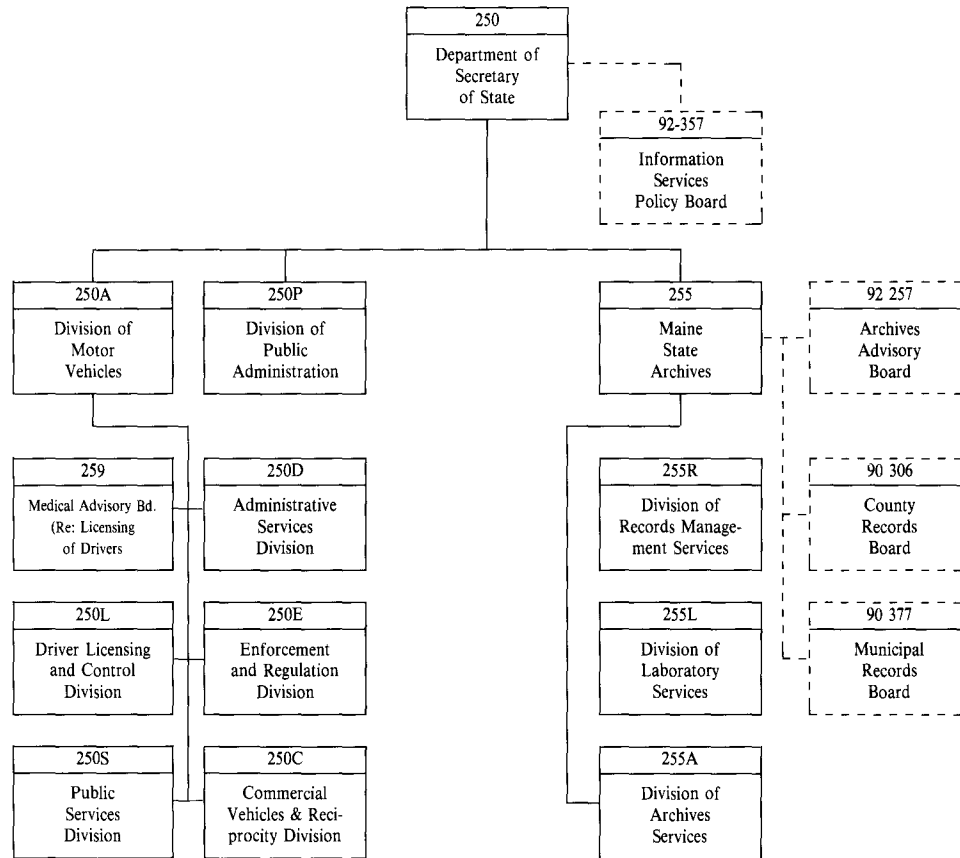 250
Department of
Secretary
of State
92-357
Information
Services
Policy Board
250A
Division of
Motor
Vehicles
250P
Division of
Public
Administration
255
Maine
State
Archives
92 257
Archives
Advisory
Board
259
Medical Advisory Bd.
(Re: Licensing
of Drivers
250D
Administrative
Services
Division
255R
Division of
Records Manage-
ment Services
90 306
County
Records
Board
250L
Driver Licensing
and Control
Division
250E
Enforcement
and Regulation
Division
255L
Division of
Laboratory
Services
90 377
Municipal
Records
Board
250S
Public
Services
Division
250C
Commercial
Vehicles & Reci-
procity Division
255A
Division of
Archives
Services